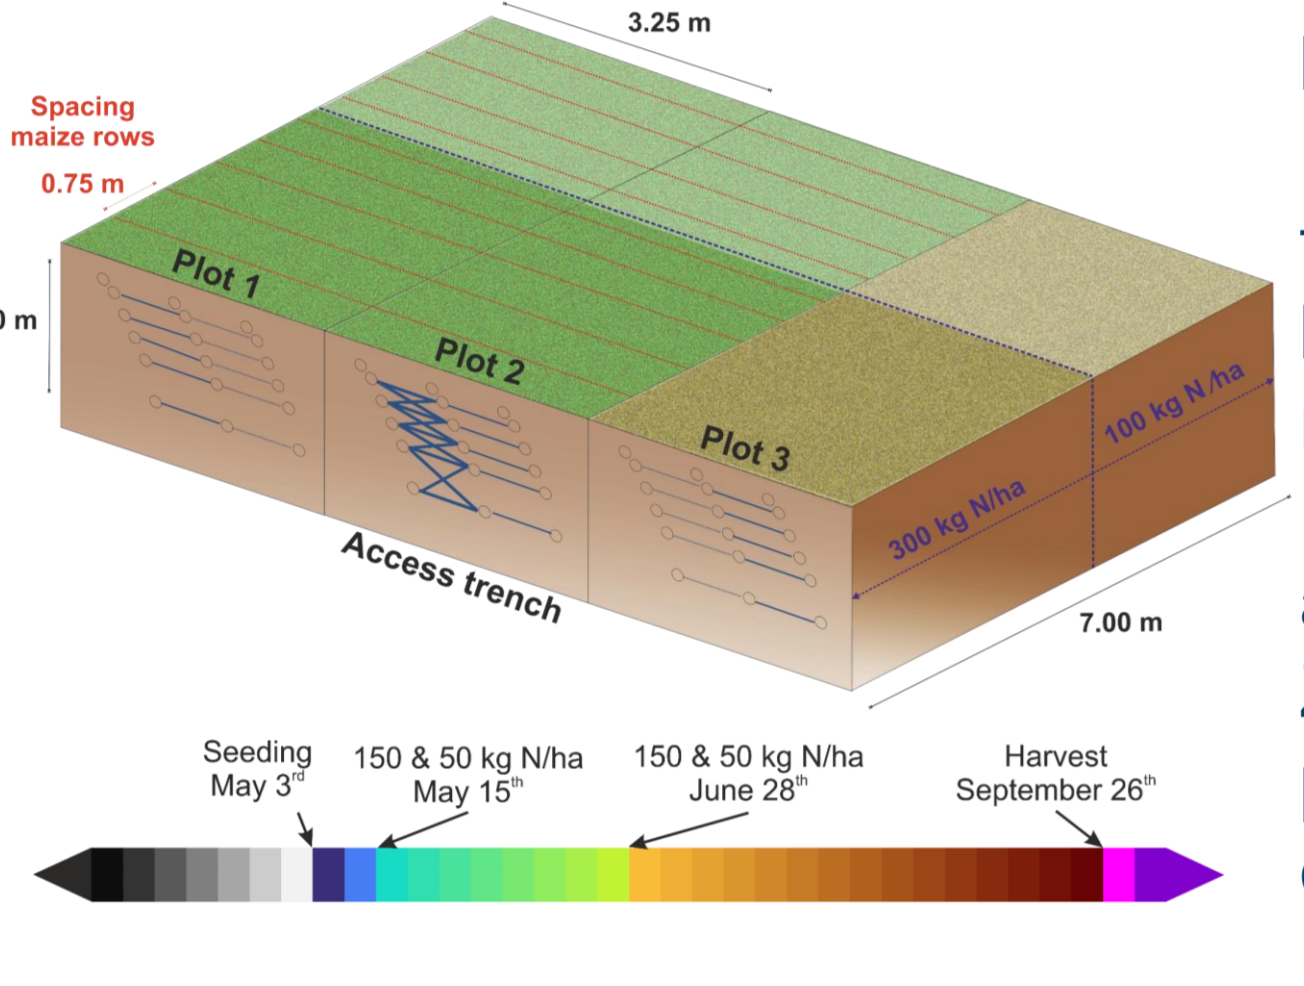 3.25 m
Spacing
maize rows
0.75 m
Plot 1
0 m
Plot 2
Plot 3
100 kg N/ha
300 kg N/ha
Access trench
7.00 m
Seeding
May 3rd
150 & 50 kg N/ha
May 15th
150 & 50 kg N/ha
June 28th
Harvest
September 26th